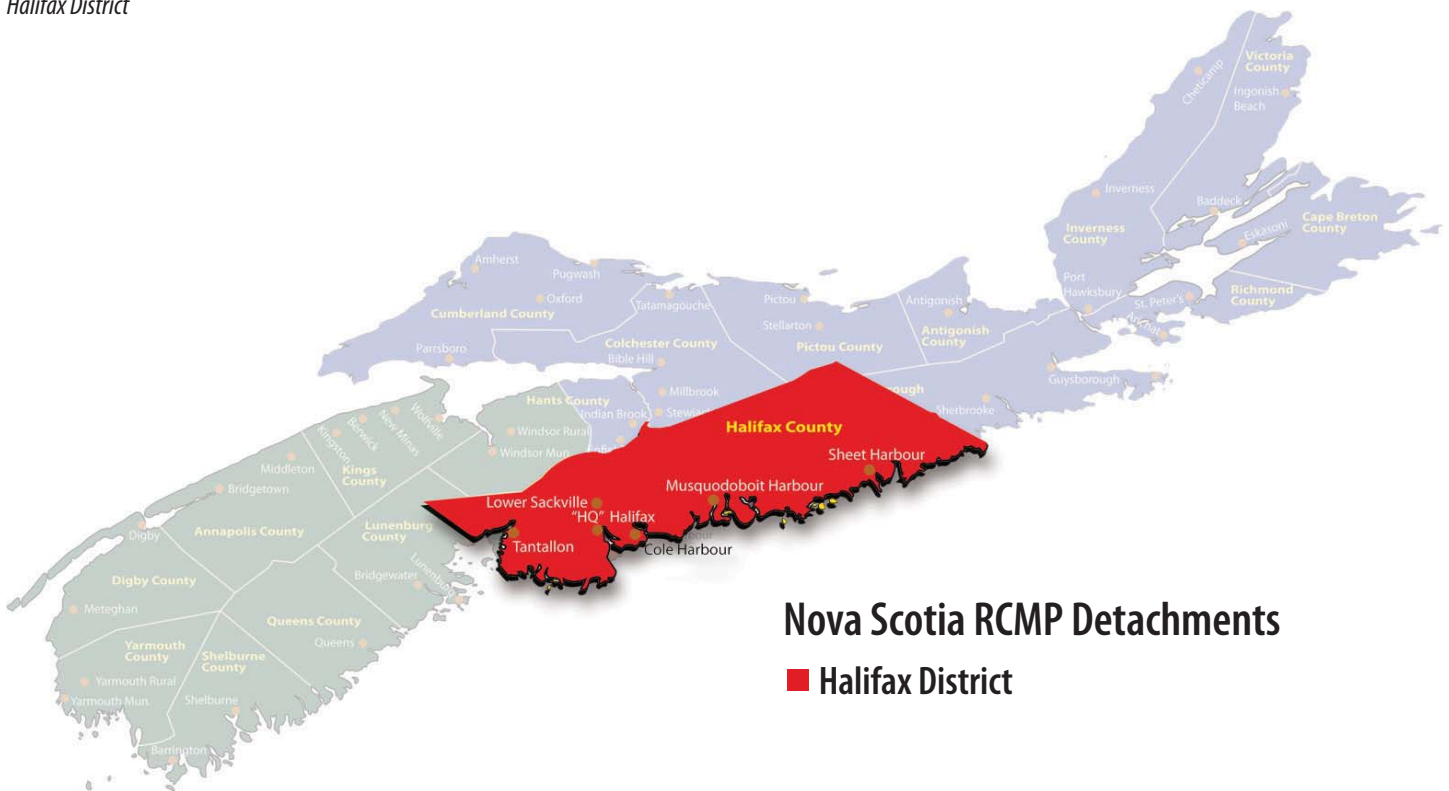 Halifax District
Victoria
County
Cheticamp
Ingonish
Beach
Inverness
Baddeck
Cape Breton
County
Inverness
County
Eskasoni
Port
Hawksbury
Richmond
County
St. Peter's
Arichat
Amherst
Pugwash
Oxford
Tatamagouche
Pictou
Antigonish
Cumberland County
Stellarton
Antigonish
County
Colchester County
Pictou County
Parrsboro
Bible Hill
Guysborough
Millbrook
Hants County
Indian Brook
Sherbrooke
Wolfville
New Minas
Berwick
Kingston
Windsor Rural
Windsor Mun.
Halifax County
Sheet Harbour
Middleton
Kings
County
Bridgetown
Musquodoboit Harbour
Lower Sackville
"HQ" Halifax
Annapolis County
Lunenburg
County
Digby
Tantallon
Cole Harbour
Bridgewater
Lunenburg
Digby County
Meteghan
Queens County
Queens
Yarmouth
County
Shelburne
County
Yarmouth Rural
Yarmouth Mun.
Shelburne
Barrington
Nova Scotia RCMP Detachments
Halifax District